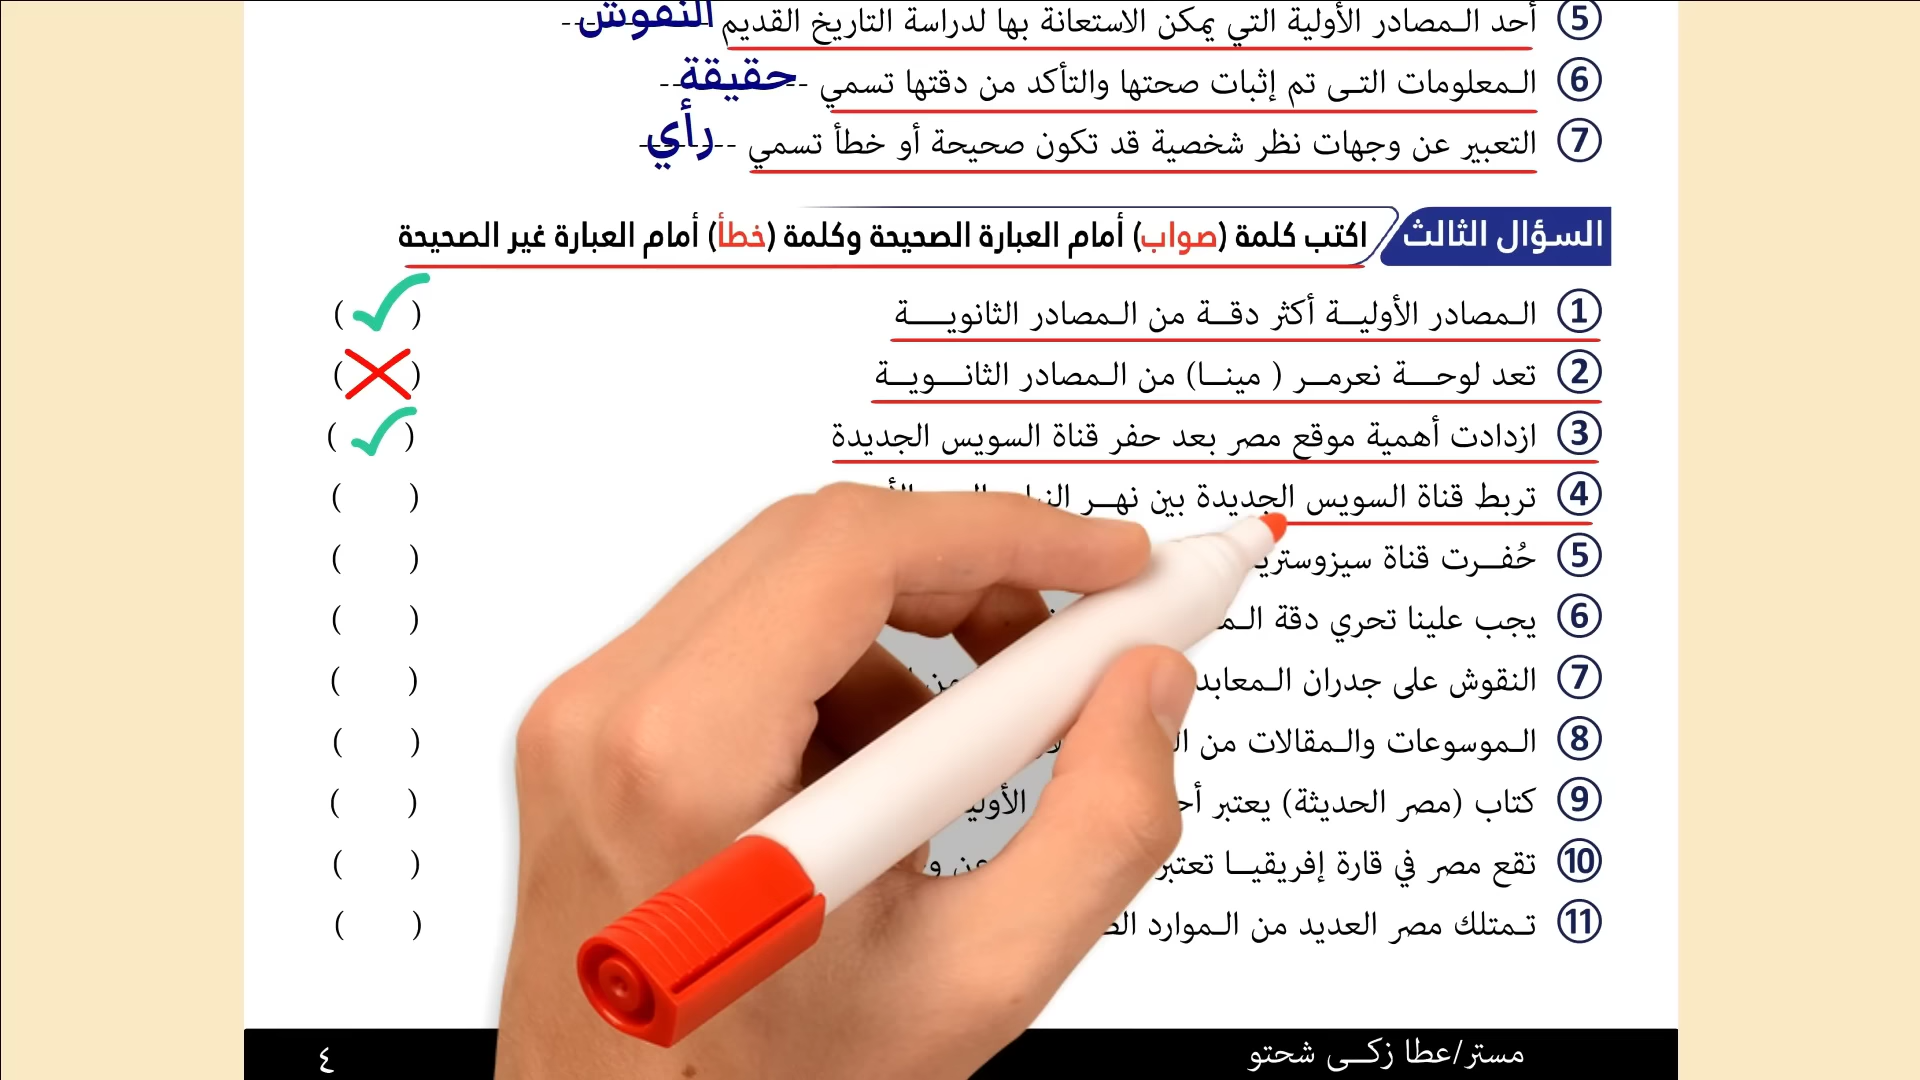 5 أحد المصادر الأولية التي يمكن الاستعانة بها لدراسة التاريخ القديم النقوش
6 المعلومات التى تم إثبات صحتها والتأكد من دقتها تسمي حقيقة
7 التعبير عن وجهات نظر شخصية قد تكون صحيحة أو خطأ تسمي رأي
السؤال الثالث اكتب كلمة (صواب) أمام العبارة الصحيحة وكلمة (خطأ) أمام العبارة غير الصحيحة
1 المصادر الأولية أكثر دقة من المصادر الثانوية ( )
2 تعد لوحة نعرمر ( مينا) من المصادر الثانوية ( )
3 ازدادت أهمية موقع مصر بعد حفر قناة السويس الجديدة ( )
4 تربط قناة السويس الجديدة بين نهر ( )
5 حُفرت قناة ( )
6 يجب علينا تحري دقة ( )
7 النقوش على جدران المعابد ( )
8 الموسوعات والمقالات من ( )
9 كتاب (مصر الحديثة) يعتبر ( )
10 تقع مصر في قارة إفريقيا تعتبر ( )
11 تمتلك مصر العديد من الموارد ( )
مستر/عطا زكى شحتو
٤